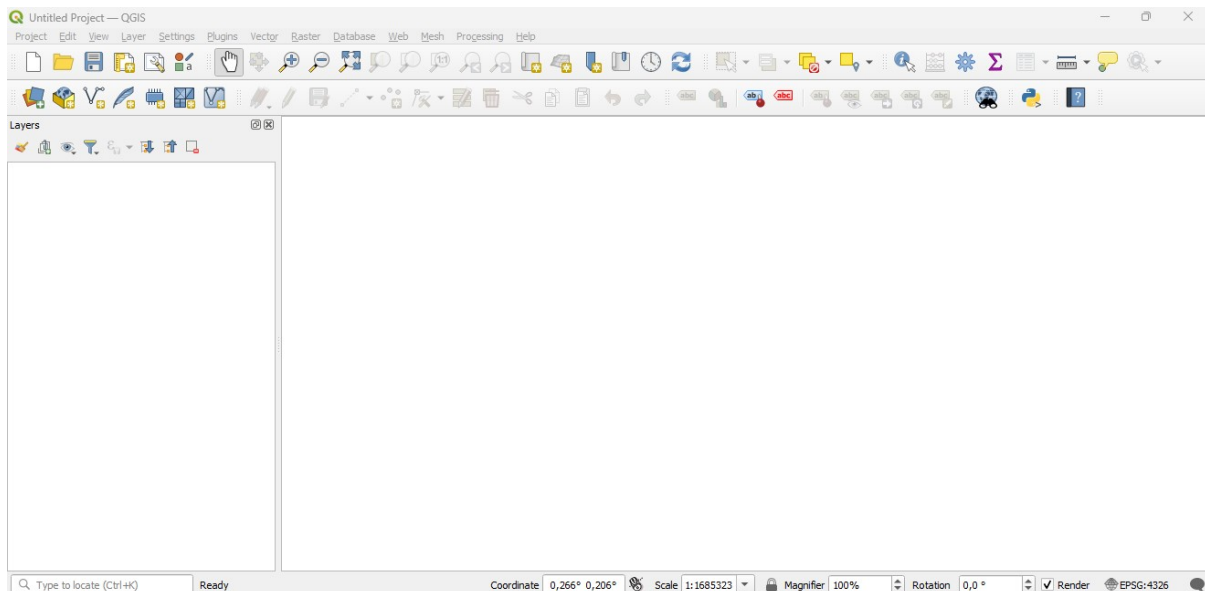 Untitled Project — QGIS
Project Edit View Layer Settings Plugins Vector Raster Database Web Mesh Processing Help
Layers
Type to locate (Ctrl+K) Ready Coordinate 0,266° 0,206° Scale 1:1685323 Magnifier 100% Rotation 0,0 ° Render EPSG:4326